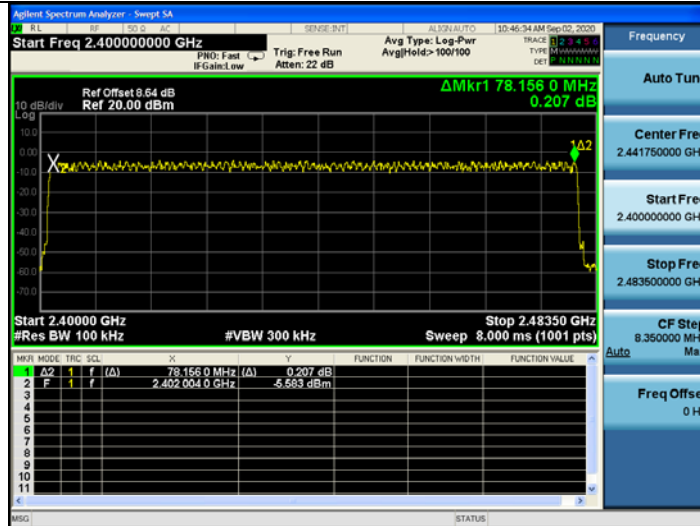 Agilent Spectrum Analyzer - Swept SA
RL RF 50 Ω AC SENSE:INT ALIGN AUTO 10:46:34 AM Sep 02, 2020
Start Freq 2.400000000 GHz
PNO: Fast
IFGain:Low
Trig: Free Run
Atten: 22 dB
Avg Type: Log-Pwr
Avg|Hold:>100/100
TRACE 1 2 3 4 5 6
TYPE M
DET P N N N N N
Ref Offset 8.64 dB
Ref 20.00 dBm
10 dB/div
Log
ΔMkr1 78.156 0 MHz
0.207 dB
10.0
0.00
-10.0
-20.0
-30.0
-40.0
-50.0
-60.0
-70.0
1Δ2
Start 2.40000 GHz
Stop 2.48350 GHz
#Res BW 100 kHz #VBW 300 kHz Sweep 8.000 ms (1001 pts)
MKR MODE TRC SCL X Y FUNCTION FUNCTION WIDTH FUNCTION VALUE
1 Δ2 1 f (Δ) 78.156 0 MHz (Δ) 0.207 dB
2 F 1 f 2.402 004 0 GHz -5.583 dBm
3
4
5
6
7
8
9
10
11
MSG STATUS
Frequency
Auto Tun
Center Fre
2.441750000 GH
Start Fre
2.400000000 GH
Stop Fre
2.483500000 GH
CF Step
8.350000 MH
Auto Ma
Freq Offse
0 H